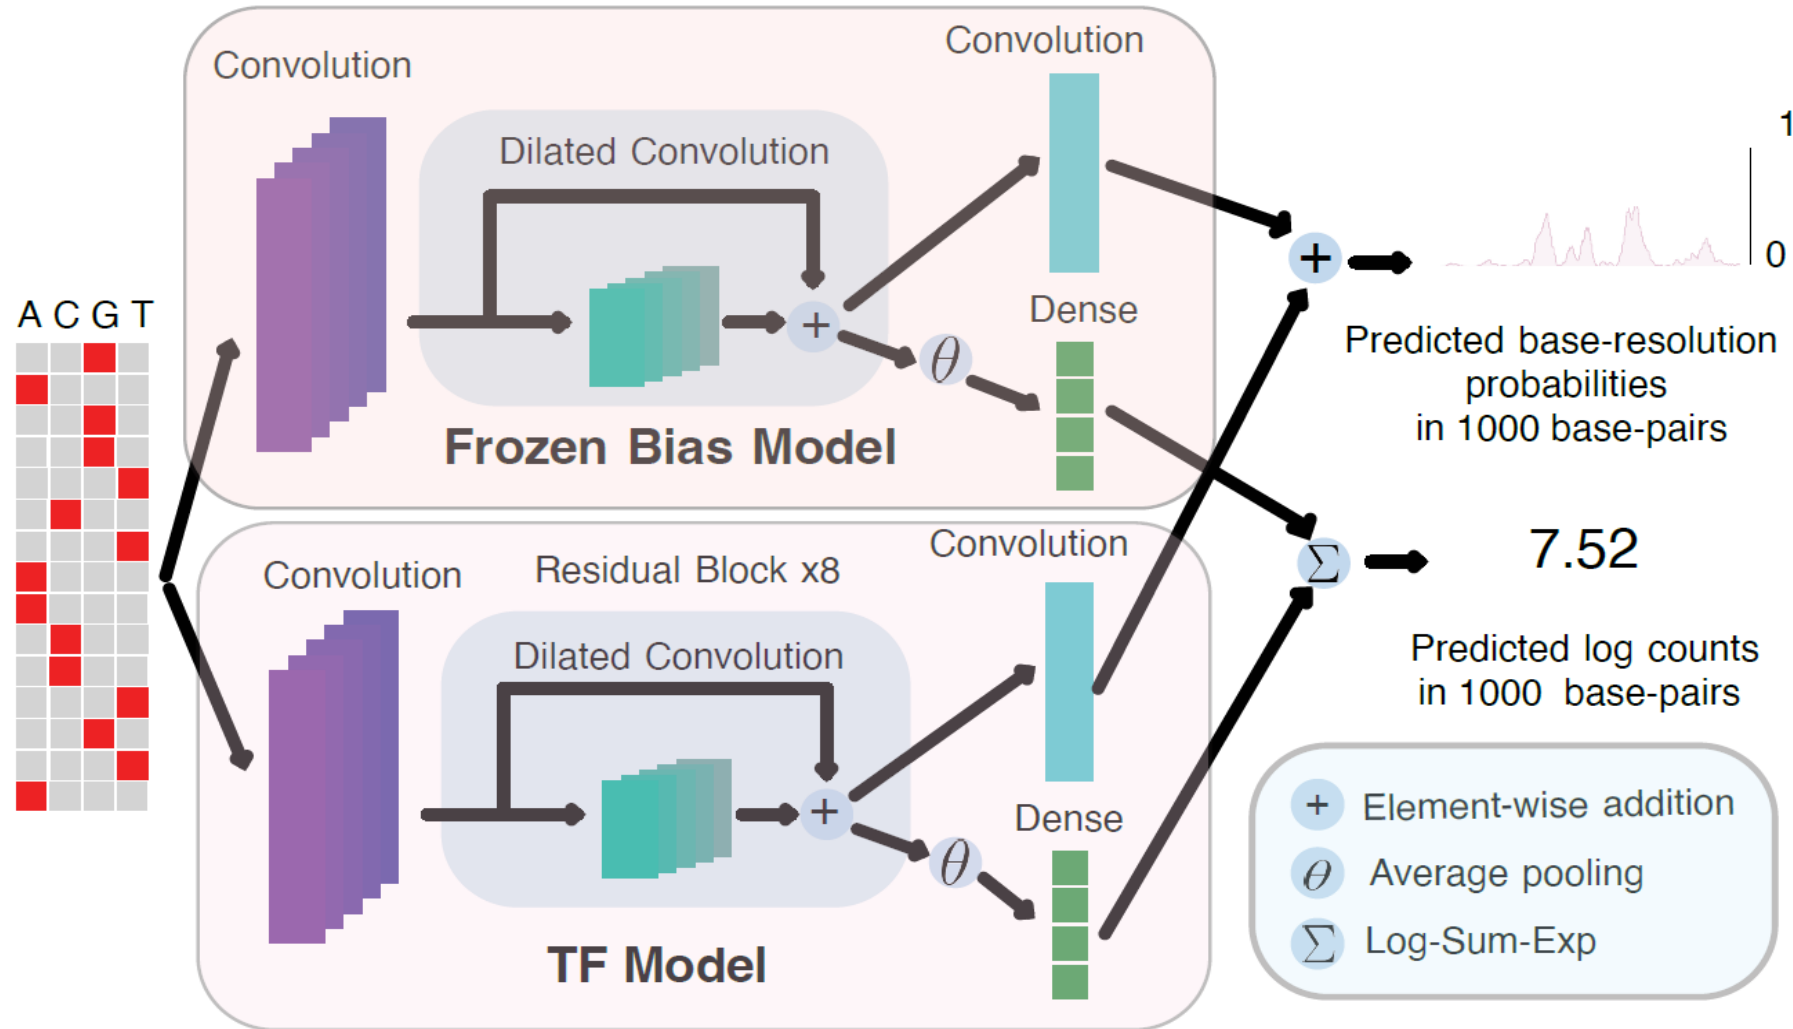 A C G T
Convolution
Dilated Convolution
+
θ
Convolution
Dense
Frozen Bias Model
Convolution
Residual Block x8
Dilated Convolution
+
θ
Convolution
Dense
TF Model
+
1
0
Predicted base-resolution
probabilities
in 1000 base-pairs
Σ
7.52
Predicted log counts
in 1000 base-pairs
+ Element-wise addition
θ Average pooling
Σ Log-Sum-Exp